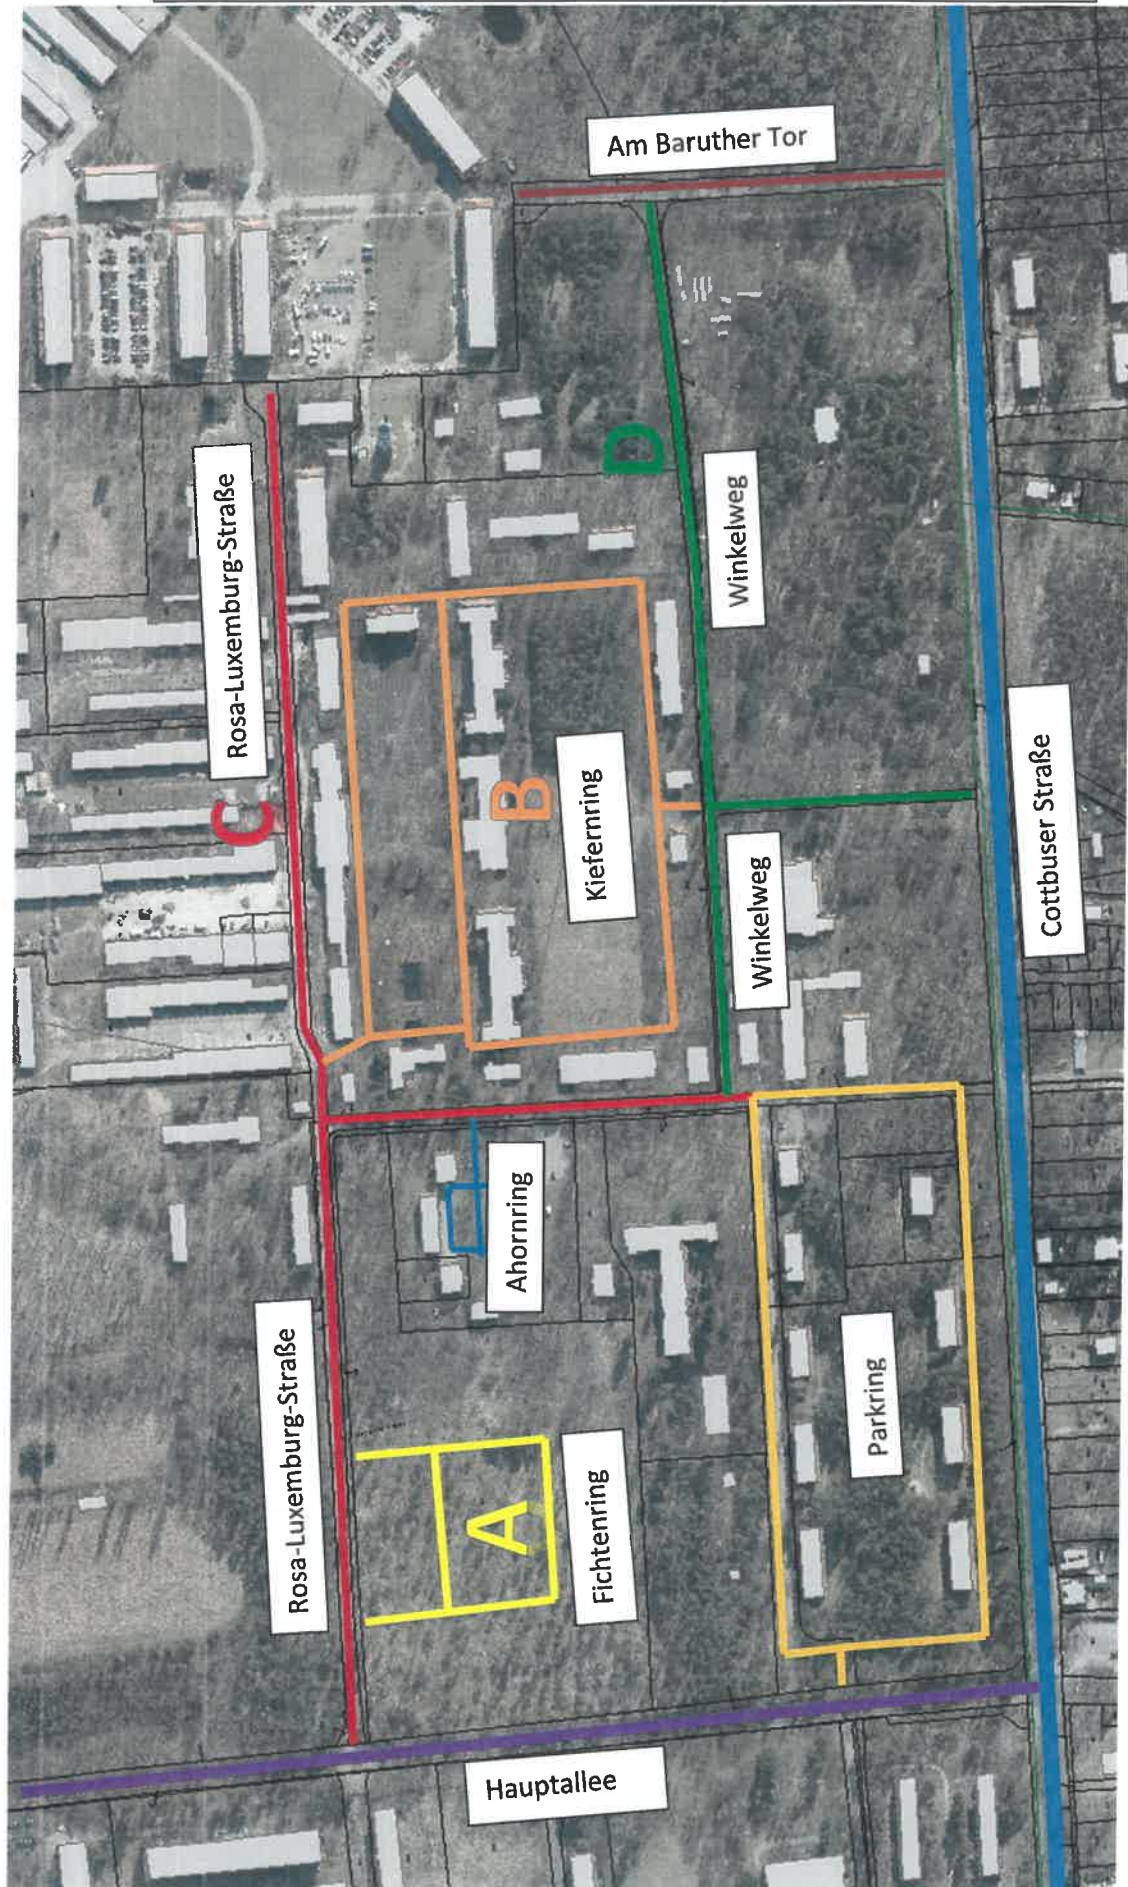 Am Baruther Tor
Rosa-Luxemburg-Straße
D
Winkelweg
C
B
Kiefernring
Cottbuser Straße
Winkelweg
Ahornring
Rosa-Luxemburg-Straße
Parkring
A
Fichtenring
Hauptallee